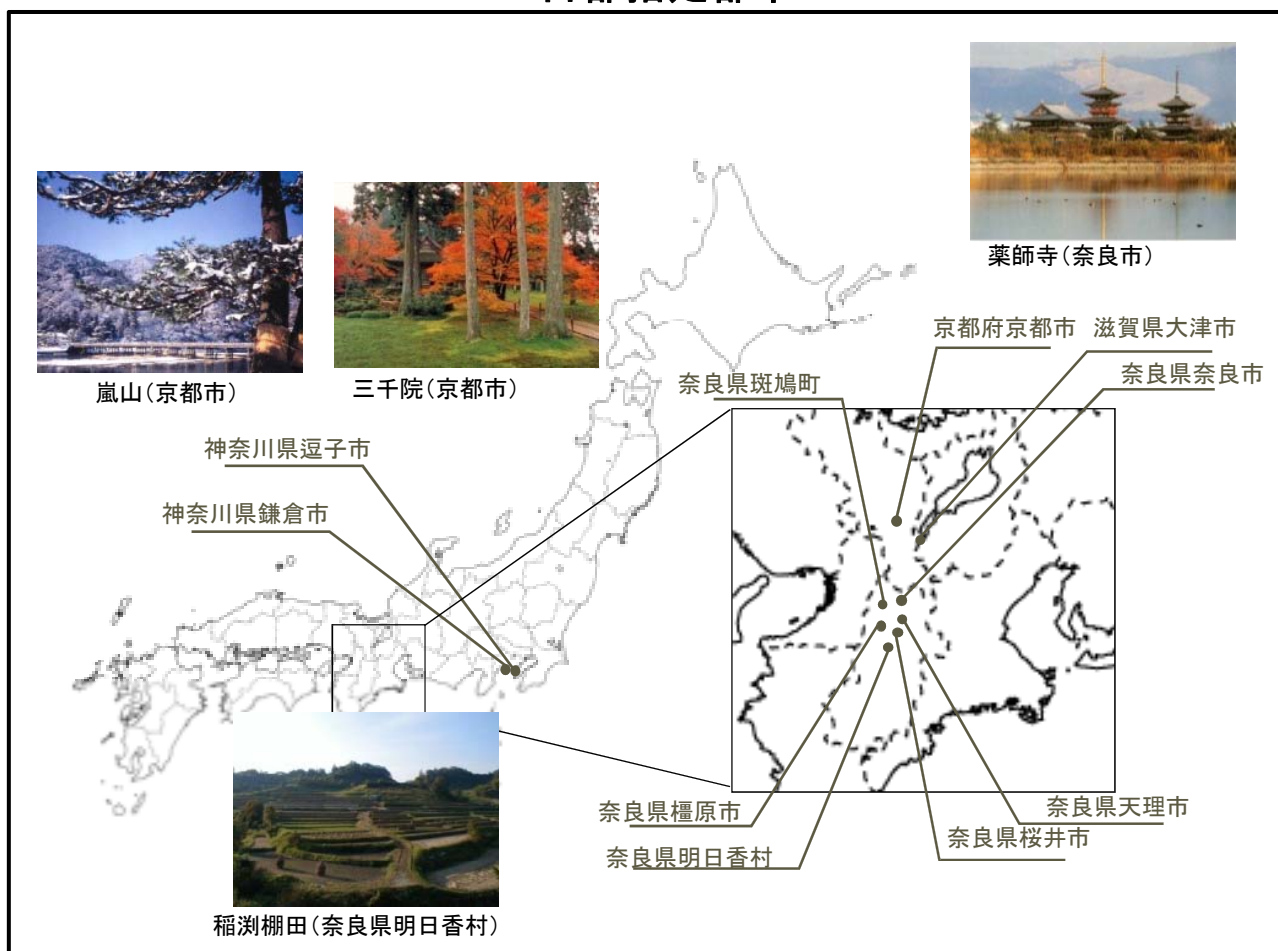 薬師寺(奈良市)
嵐山(京都市)
三千院(京都市)
京都府京都市
滋賀県大津市
奈良県斑鳩町
奈良県奈良市
神奈川県逗子市
神奈川県鎌倉市
奈良県橿原市
奈良県天理市
奈良県明日香村
奈良県桜井市
稲渕棚田(奈良県明日香村)